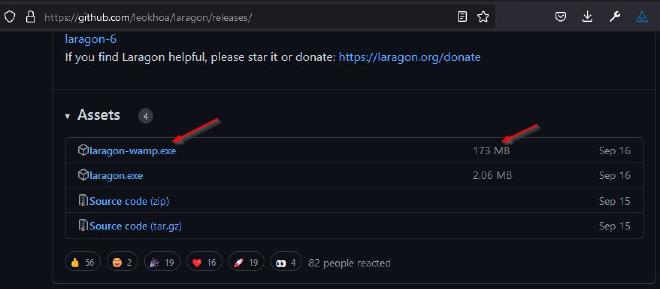 https://github.com/leokhoa/laragon/releases/
laragon-6
If you find Laragon helpful, please star it or donate: https://laragon.org/donate
Assets 4
laragon-wamp.exe 173 MB Sep 16
laragon.exe 2.06 MB Sep 16
Source code (zip) Sep 15
Source code (tar.gz) Sep 15
👍 56 😄 2 🎉 19 ❤️ 16 🚀 19 👀 4 82 people reacted